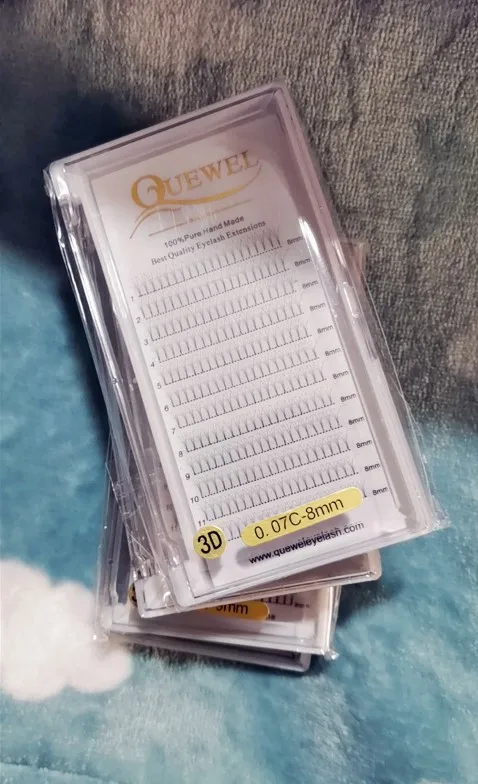 QUEWEL
100%Pure Hand Made
Best Quality Eyelash Extensions
8mm
1 8mm
2 8mm
3 8mm
4 8mm
5 8mm
6 8mm
7 8mm
8 8mm
9 8mm
10 8mm
11 8mm
3D 0.07C-8mm
www.queweleyelash.com
9mm